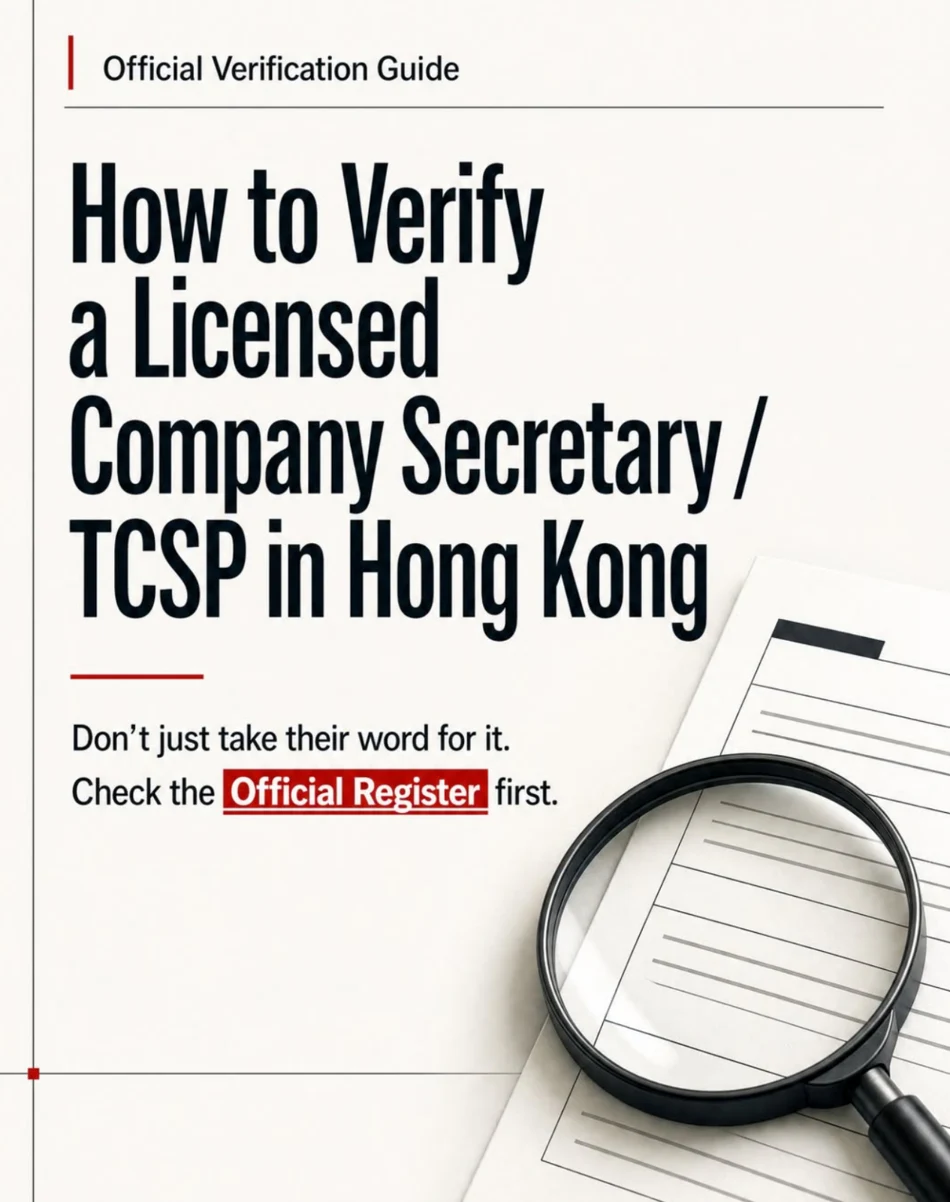 Official Verification Guide
How to Verify
a Licensed
Company Secretary /
TCSP in Hong Kong
Don’t just take their word for it.
Check the Official Register first.